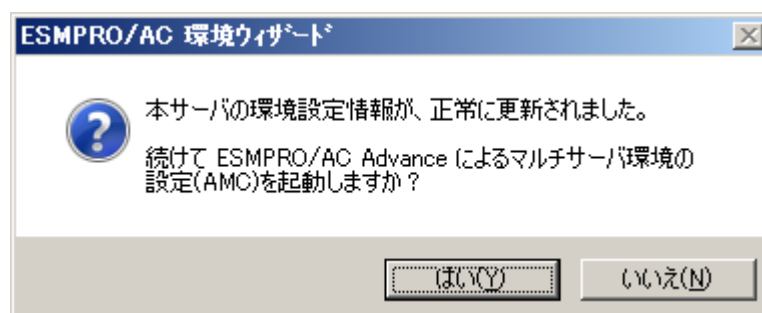 ESMPRO/AC 環境ウィザード
本サーバの環境設定情報が、正常に更新されました。
続けて ESMPRO/AC Advance によるマルチサーバ環境の
設定(AMC)を起動しますか？
はい(Y)
いいえ(N)